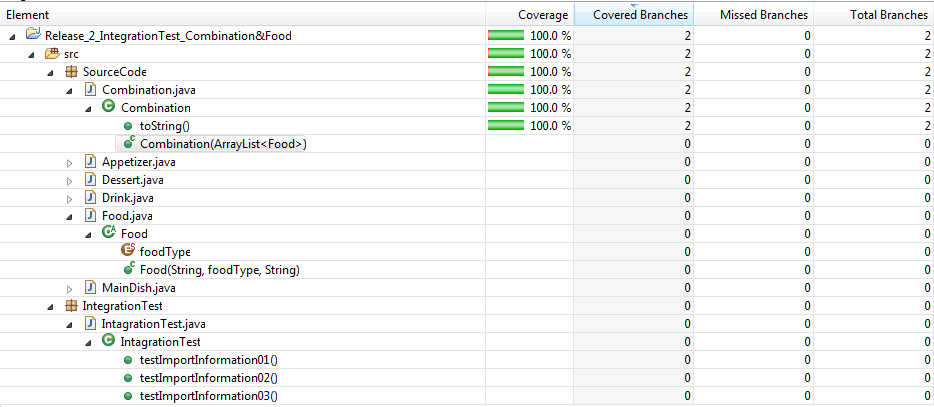 Element Coverage Covered Branches Missed Branches Total Branches
Release_2_IntegrationTest_Combination&Food 100.0 % 2 0 2
src 100.0 % 2 0 2
SourceCode 100.0 % 2 0 2
Combination.java 100.0 % 2 0 2
Combination 100.0 % 2 0 2
toString() 100.0 % 2 0 2
Combination(ArrayList<Food>) 0 0 0
Appetizer.java 0 0 0
Dessert.java 0 0 0
Drink.java 0 0 0
Food.java 0 0 0
Food 0 0 0
foodType 0 0 0
Food(String, foodType, String) 0 0 0
MainDish.java 0 0 0
IntegrationTest 0 0 0
IntagrationTest.java 0 0 0
IntagrationTest 0 0 0
testImportInformation01() 0 0 0
testImportInformation02() 0 0 0
testImportInformation03() 0 0 0